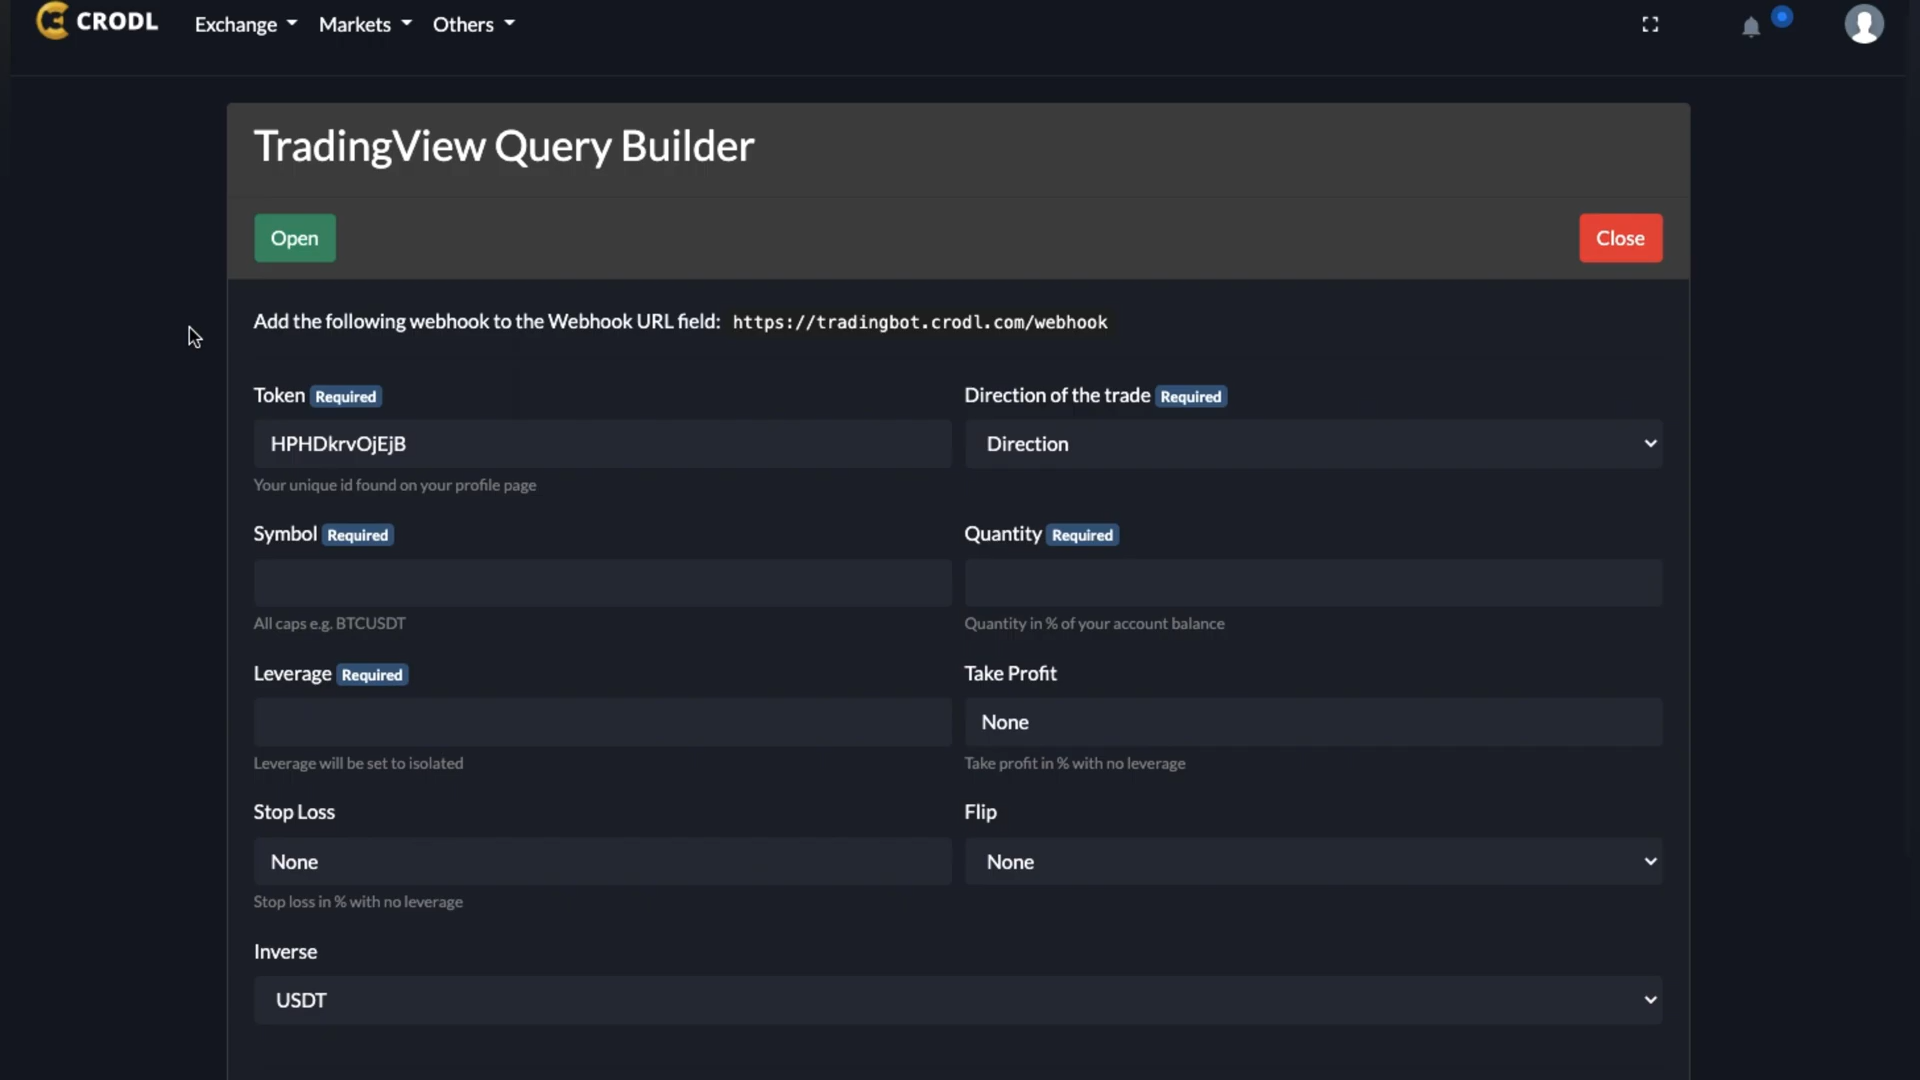 CRODL Exchange Markets Others
TradingView Query Builder
Open Close
Add the following webhook to the Webhook URL field: https://tradingbot.crodl.com/webhook
Token Required
HPHDkrvOjEjB
Your unique id found on your profile page
Direction of the trade Required
Direction
Symbol Required
All caps e.g. BTCUSDT
Quantity Required
Quantity in % of your account balance
Leverage Required
Leverage will be set to isolated
Take Profit
None
Take profit in % with no leverage
Stop Loss
None
Stop loss in % with no leverage
Flip
None
Inverse
USDT